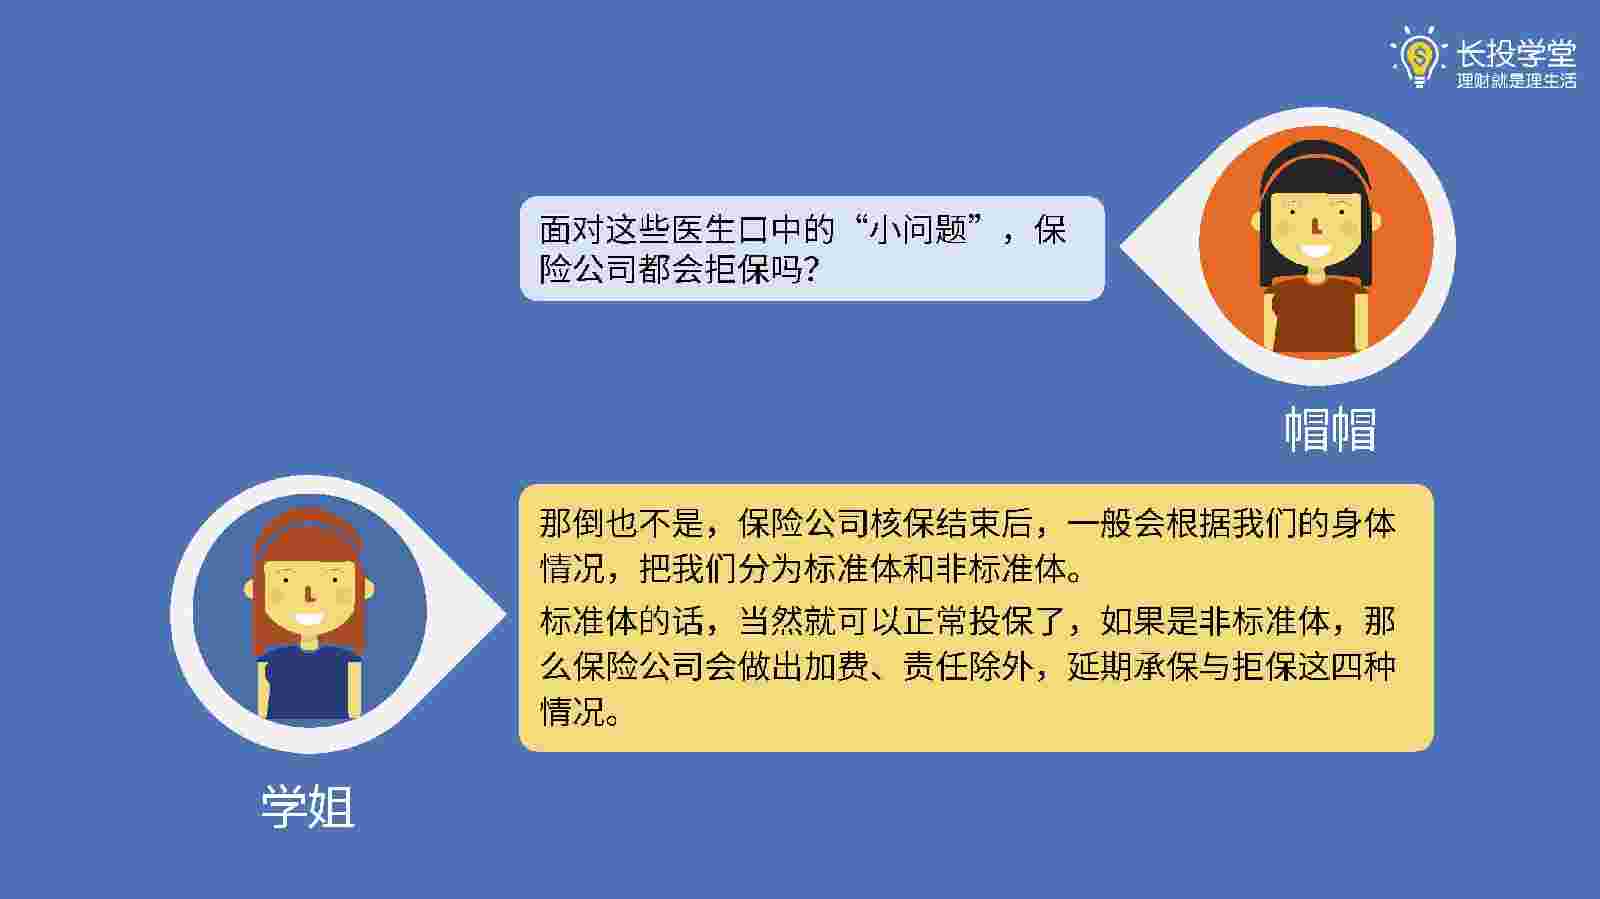 长投学堂
理财就是理生活
面对这些医生口中的“小问题”，保
险公司都会拒保吗？
帽帽
那倒也不是，保险公司核保结束后，一般会根据我们的身体
情况，把我们分为标准体和非标准体。
标准体的话，当然就可以正常投保了，如果是非标准体，那
么保险公司会做出加费、责任除外，延期承保与拒保这四种
情况。
学姐